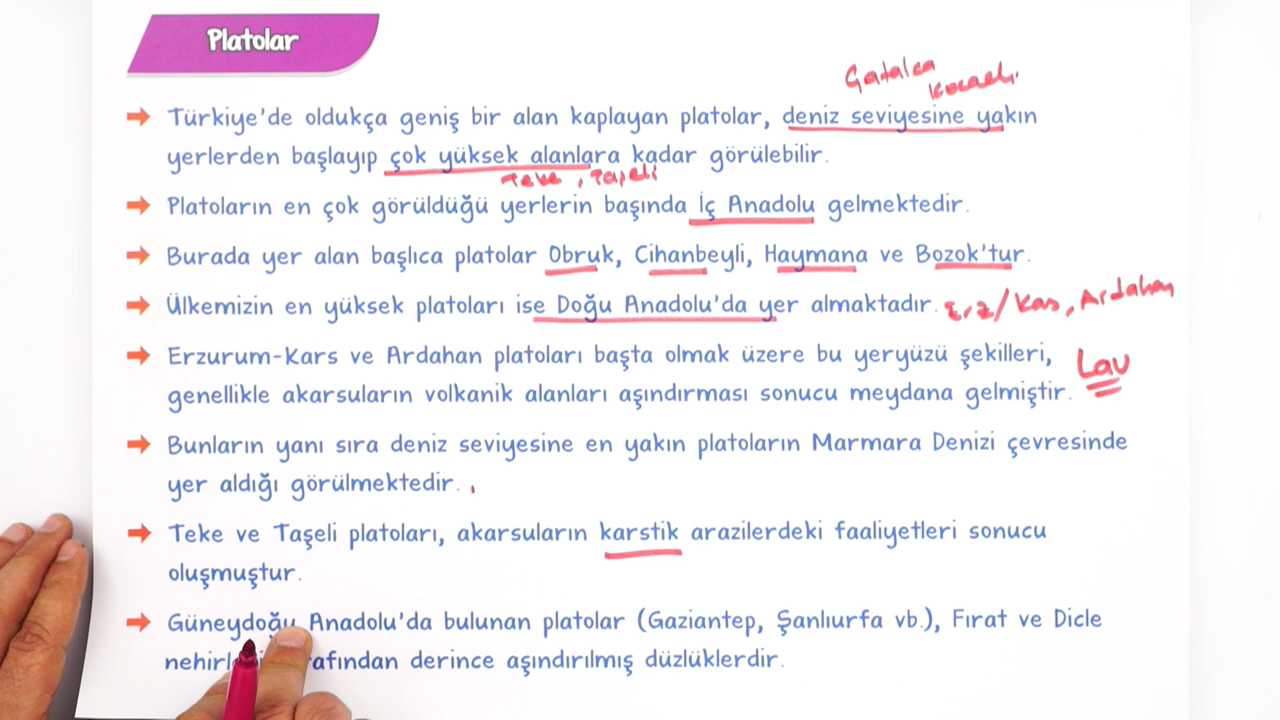 Platolar
Çatalca
Kocaeli
Türkiye'de oldukça geniş bir alan kaplayan platolar, deniz seviyesine yakın
yerlerden başlayıp çok yüksek alanlara kadar görülebilir.
Teke, Taşeli
Platoların en çok görüldüğü yerlerin başında İç Anadolu gelmektedir.
Burada yer alan başlıca platolar Obruk, Cihanbeyli, Haymana ve Bozok'tur.
Ülkemizin en yüksek platoları ise Doğu Anadolu'da yer almaktadır. Erz/Kas, Ardahan
Erzurum-Kars ve Ardahan platoları başta olmak üzere bu yeryüzü şekilleri,
Lav
genellikle akarsuların volkanik alanları aşındırması sonucu meydana gelmiştir.
Bunların yanı sıra deniz seviyesine en yakın platoların Marmara Denizi çevresinde
yer aldığı görülmektedir.
Teke ve Taşeli platoları, akarsuların karstik arazilerdeki faaliyetleri sonucu
oluşmuştur.
Güneydoğu Anadolu'da bulunan platolar (Gaziantep, Şanlıurfa vb.), Fırat ve Dicle
derince aşındırılmış düzlüklerdir.